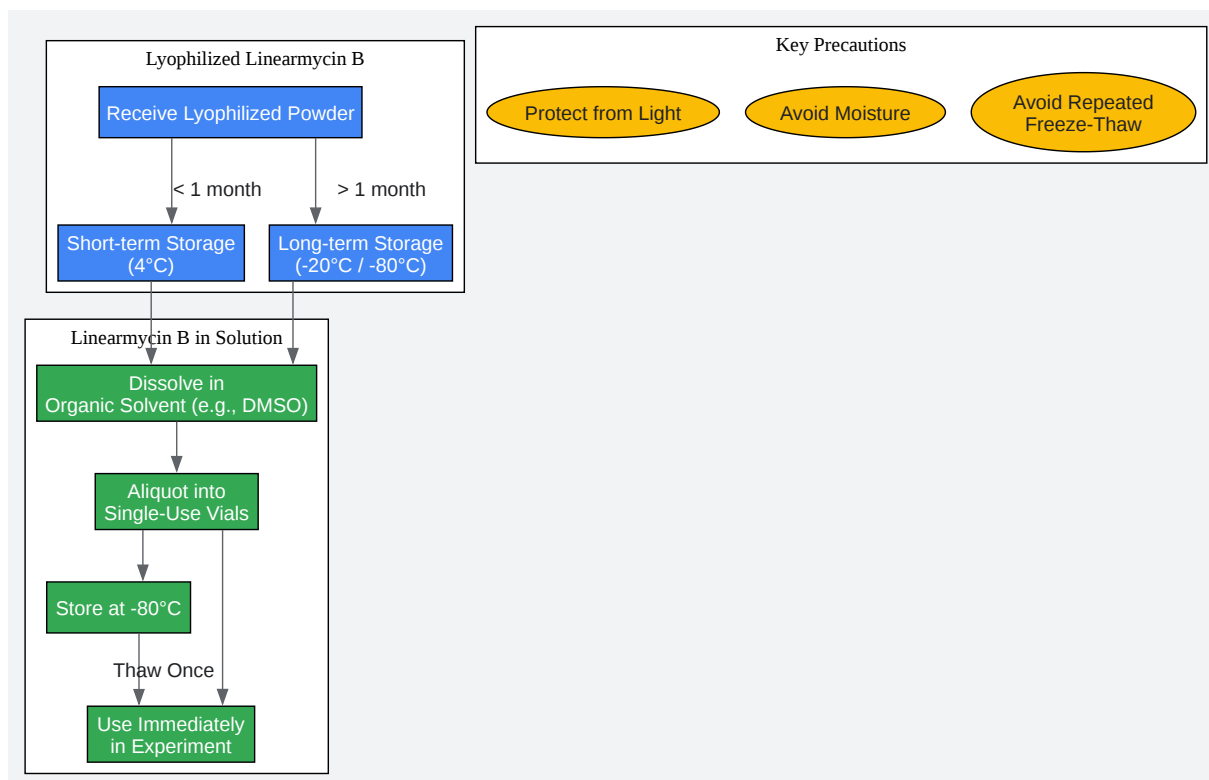 Lyophilized Linearmycin B
Receive Lyophilized Powder
< 1 month
> 1 month
Short-term Storage
(4°C)
Long-term Storage
(-20°C / -80°C)
Key Precautions
Protect from Light
Avoid Moisture
Avoid Repeated
Freeze-Thaw
Linearmycin B in Solution
Dissolve in
Organic Solvent (e.g., DMSO)
Aliquot into
Single-Use Vials
Store at -80°C
Thaw Once
Use Immediately
in Experiment